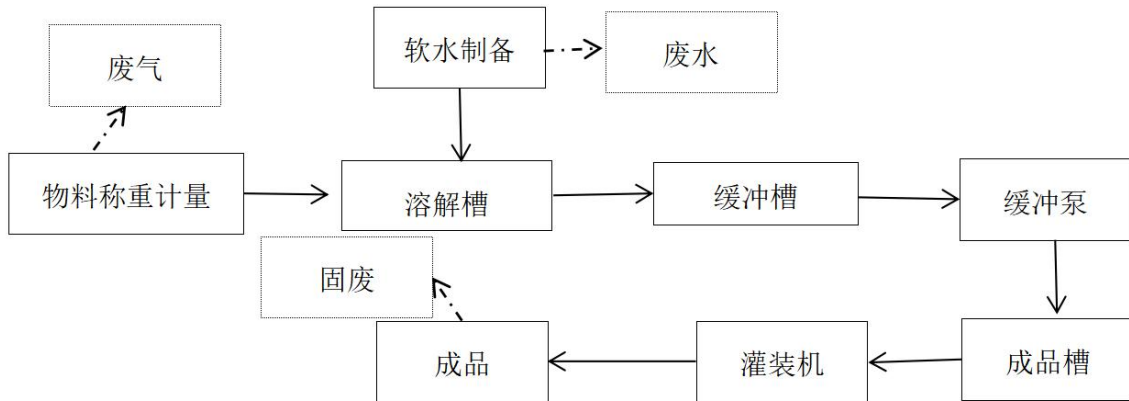 废气
软水制备
废水
物料称重计量
溶解槽
缓冲槽
缓冲泵
固废
成品
灌装机
成品槽